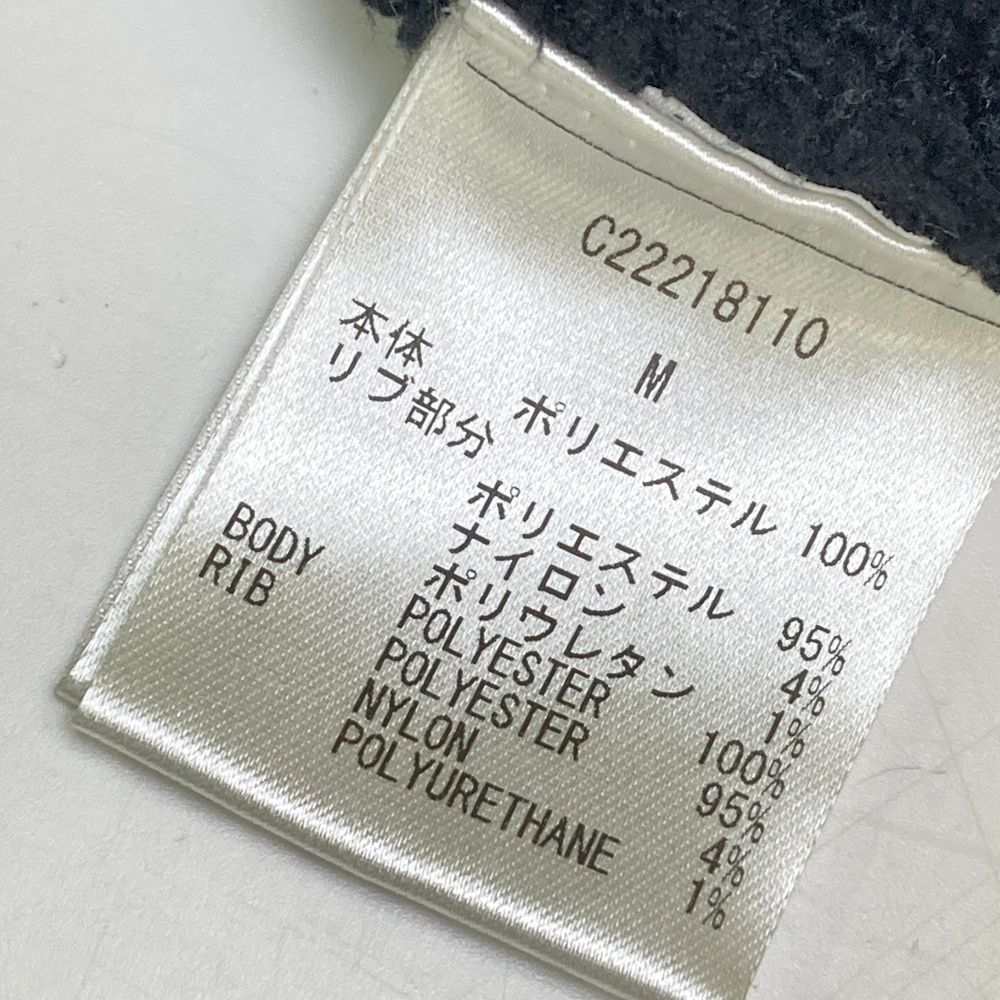 C22218110
M
本体 ポリエステル 100%
リブ部分
ポリエステル 95%
ナイロン 4%
ポリウレタン 1%
BODY POLYESTER 100%
RIB POLYESTER 95%
NYLON 4%
POLYURETHANE 1%